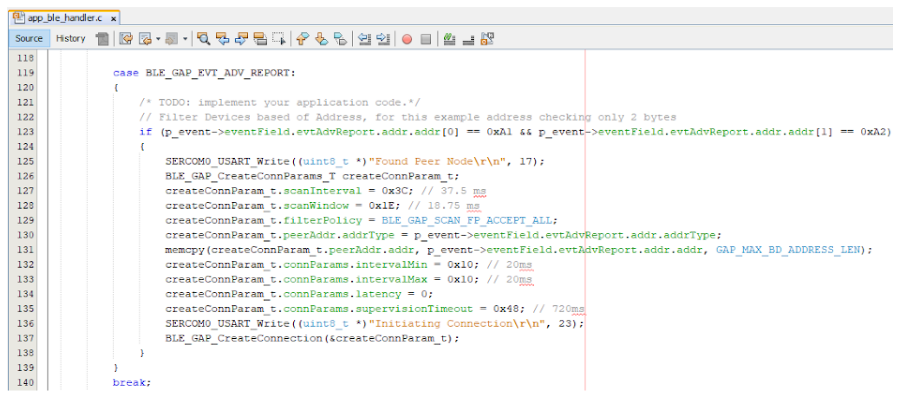 app_ble_handler.c x
Source History
118
119 case BLE_GAP_EVT_ADV_REPORT:
120 {
121 /* TODO: implement your application code.*/
122 // Filter Devices based of Address, for this example address checking only 2 bytes
123 if (p_event->eventField.evtAdvReport.addr.addr[0] == 0xA1 && p_event->eventField.evtAdvReport.addr.addr[1] == 0xA2)
124 {
125 SERCOM0_USART_Write((uint8_t *)"Found Peer Node\r\n", 17);
126 BLE_GAP_CreateConnParams_T createConnParam_t;
127 createConnParam_t.scanInterval = 0x3C; // 37.5 ms
128 createConnParam_t.scanWindow = 0x1E; // 18.75 ms
129 createConnParam_t.filterPolicy = BLE_GAP_SCAN_FP_ACCEPT_ALL;
130 createConnParam_t.peerAddr.addrType = p_event->eventField.evtAdvReport.addr.addrType;
131 memcpy(createConnParam_t.peerAddr.addr, p_event->eventField.evtAdvReport.addr.addr, GAP_MAX_BD_ADDRESS_LEN);
132 createConnParam_t.connParams.intervalMin = 0x10; // 20ms
133 createConnParam_t.connParams.intervalMax = 0x10; // 20ms
134 createConnParam_t.connParams.latency = 0;
135 createConnParam_t.connParams.supervisionTimeout = 0x48; // 720ms
136 SERCOM0_USART_Write((uint8_t *)"Initiating Connection\r\n", 23);
137 BLE_GAP_CreateConnection(&createConnParam_t);
138 }
139 }
140 break;